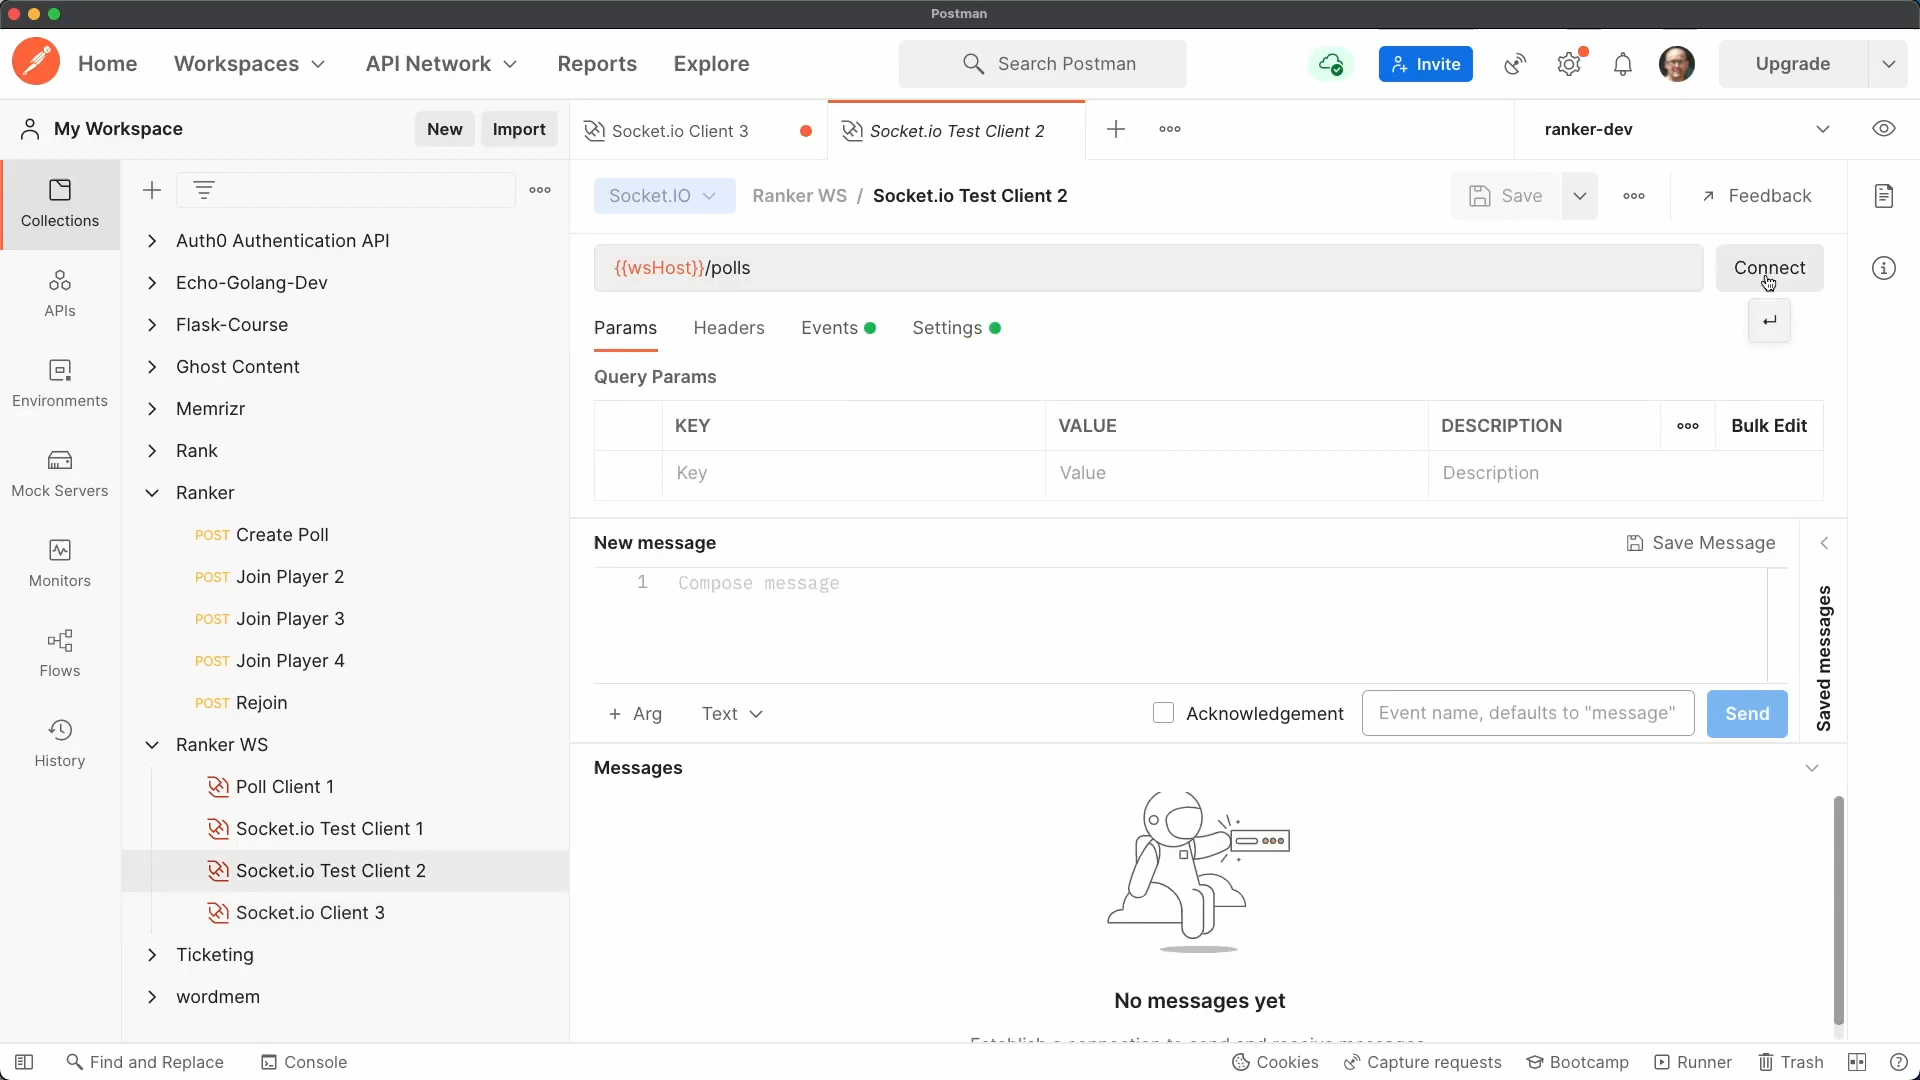 Postman
Home
Workspaces
API Network
Reports
Explore
Search Postman
Invite
Upgrade
My Workspace
New
Import
Socket.io Client 3
Socket.io Test Client 2
ranker-dev
Collections
APIs
Environments
Mock Servers
Monitors
Flows
History
Auth0 Authentication API
Echo-Golang-Dev
Flask-Course
Ghost Content
Memrizr
Rank
Ranker
POST Create Poll
POST Join Player 2
POST Join Player 3
POST Join Player 4
POST Rejoin
Ranker WS
Poll Client 1
Socket.io Test Client 1
Socket.io Test Client 2
Socket.io Client 3
Ticketing
wordmem
Socket.IO
Ranker WS / Socket.io Test Client 2
Save
Feedback
{{wsHost}}/polls
Connect
Params
Headers
Events
Settings
Query Params
KEY
VALUE
DESCRIPTION
Bulk Edit
Key
Value
Description
New message
Save Message
1
Compose message
+ Arg
Text
Acknowledgement
Event name, defaults to "message"
Send
Saved messages
Messages
No messages yet
Establish a connection to send and receive messages
Find and Replace
Console
Cookies
Capture requests
Bootcamp
Runner
Trash